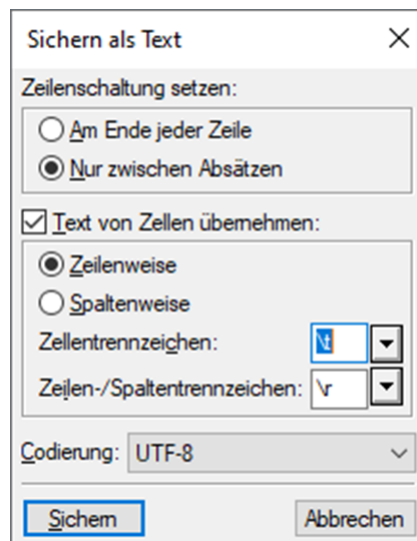 Sichern als Text
Zeilenschaltung setzen:
Am Ende jeder Zeile
Nur zwischen Absätzen
Text von Zellen übernehmen:
Zeilenweise
Spaltenweise
Zellentrennzeichen: \t
Zeilen-/Spaltentrennzeichen: \r
Codierung: UTF-8
Sichern Abbrechen